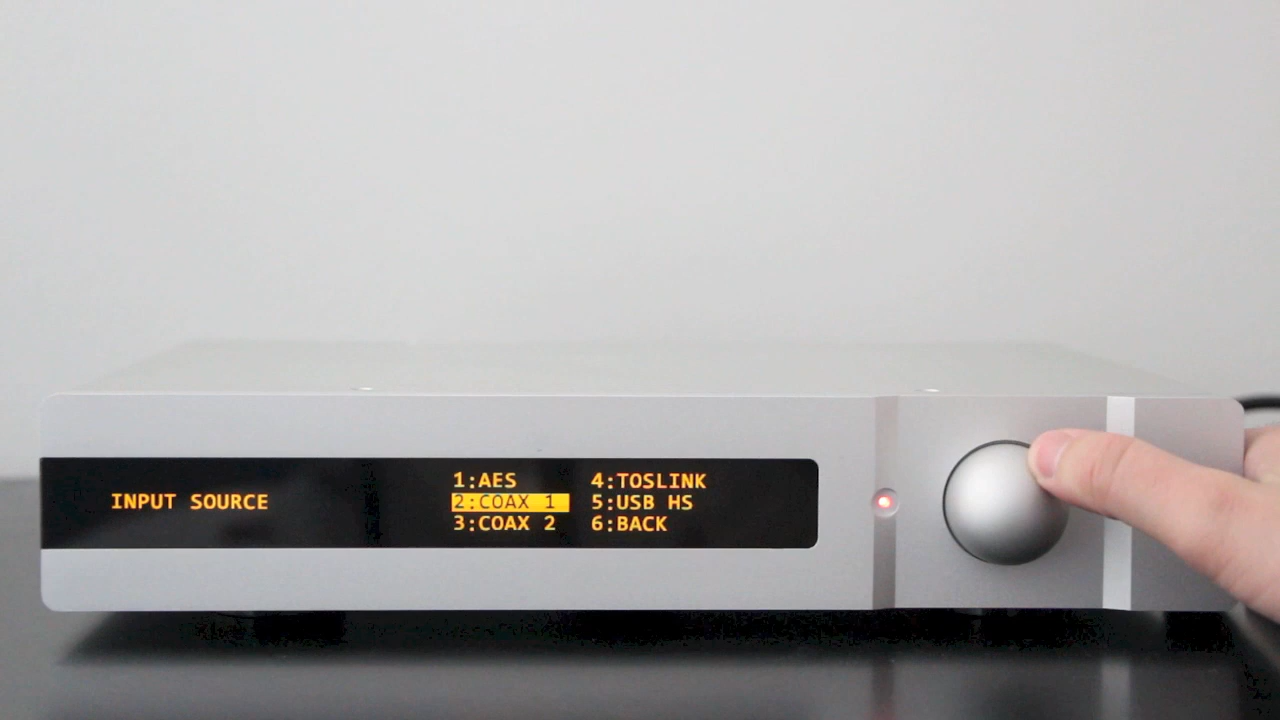 INPUT SOURCE
1:AES
2:COAX 1
3:COAX 2
4:TOSLINK
5:USB HS
6:BACK